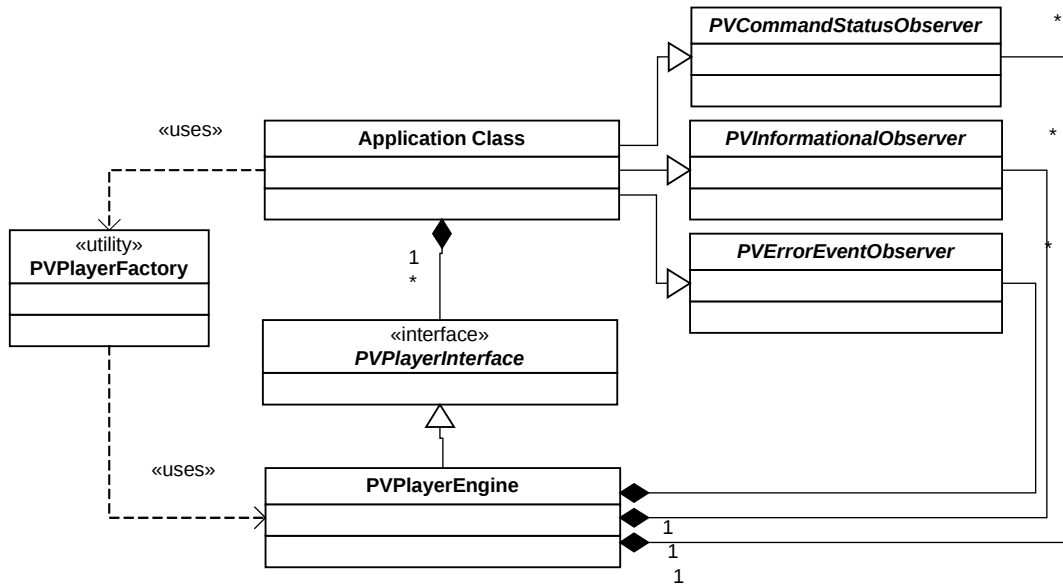 PVCommandStatusObserver
*
«uses»
Application Class
PVInformationalObserver
*
«utility»
PVPlayerFactory
1
*
PVErrorEventObserver
*
«interface»
PVPlayerInterface
«uses»
PVPlayerEngine
1
1
1